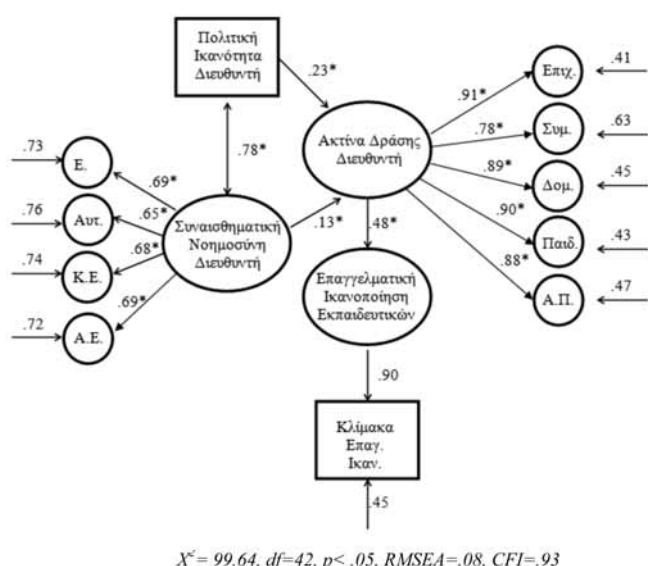 Πολιτική
Ικανότητα
Διευθυντή
.23*
.78*
.73
Ε.
.69*
.76
Αυτ.
.65*
.74
Κ.Ε.
.68*
.72
Α.Ε.
.69*
Συναισθηματική
Νοημοσύνη
Διευθυντή
.13*
Ακτίνα Δράσης
Διευθυντή
.48*
Επαγγελματική
Ικανοποίηση
Εκπαιδευτικών
.90
Κλίμακα
Επαγ.
Ικαν.
.45
.91*
Επιχ.
.41
.78*
Συμ.
.63
.89*
Δομ.
.45
.90*
Παιδ.
.43
.88*
Α.Π.
.47
X²= 99.64, df=42, p< .05, RMSEA=.08, CFI=.93